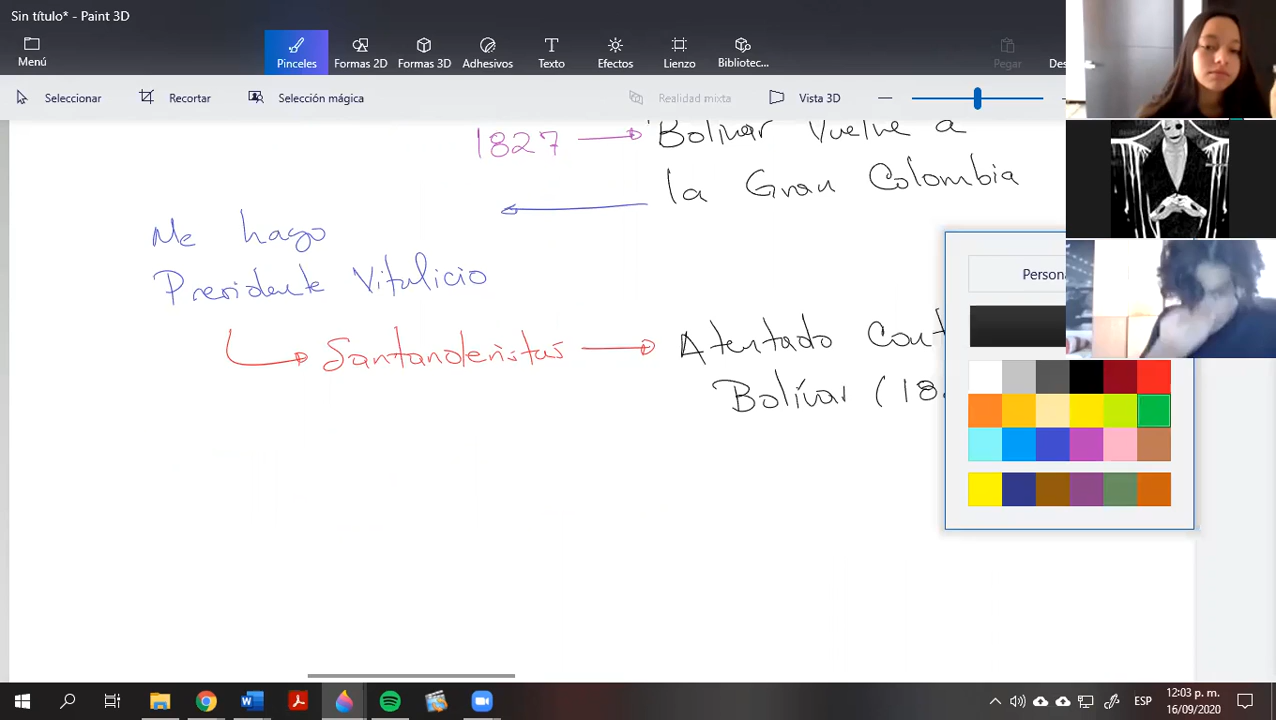 Sin título* - Paint 3D
Menú
Pinceles
Formas 2D
Formas 3D
Adhesivos
Texto
Efectos
Lienzo
Bibliotec...
Pegar
Des
Seleccionar
Recortar
Selección mágica
Realidad mixta
Vista 3D
1827 → Bolívar Vuelve a
la Gran Colombia
Me hago
Presidente Vitalicio
Persona
Santanderistas → Atentado Cont
Bolívar (18
ESP
12:03 p. m.
16/09/2020